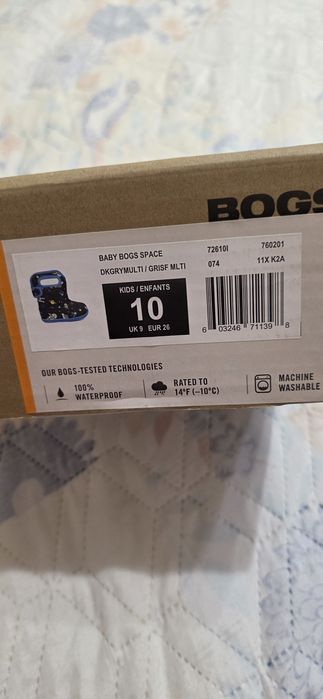 BOGS
BABY BOGS SPACE 72610I 760201
DKGRYMULTI / GRISF MLTI 074 11X K2A
KIDS / ENFANTS
10
UK 9 EUR 26
6 03246 71139 8
OUR BOGS-TESTED TECHNOLOGIES
100% WATERPROOF
RATED TO 14°F (–10°C)
MACHINE WASHABLE